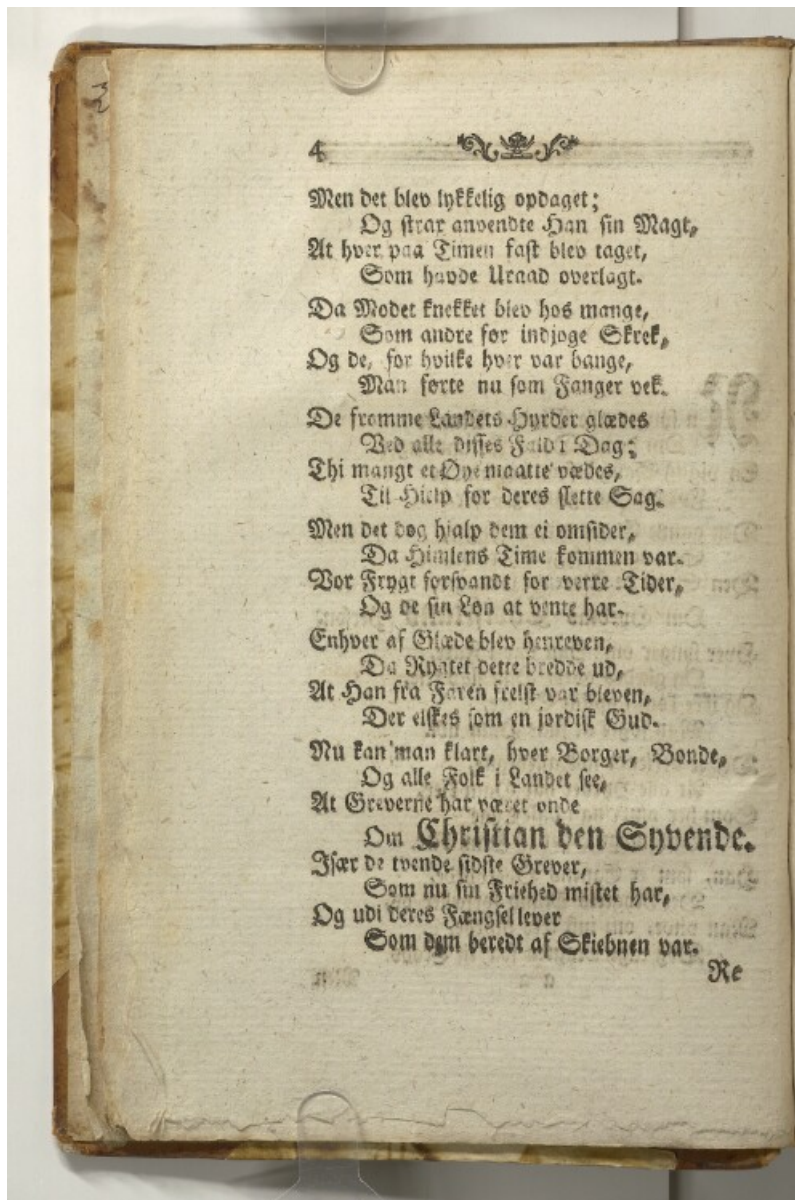 4
Men det blev lykkelig opdaget;
Og strax anvendte Han sin Magt,
At hver paa Timen fast blev taget,
Som havde Uraad overlagt.
Da Modet knekket blev hos mange,
Som andre før indjoge Skrek,
Og de, for hvilke hver var bange,
Man førte nu som Fanger vek.
De fromme Landets Hyrder glædes
Ved alle disses Fald i Dag;
Thi mangt et Øye maatte vædes,
Til Hielp for deres slette Sag.
Men det dog hialp dem ei omsider,
Da Himlens Time kommen var.
Vor Frygt forsvandt for verre Tider,
Og de sin Løn at vente har.
Enhver af Glæde blev henreven,
Da Rygtet dette bredde ud,
At Han fra Faren frelst var bleven,
Der elskes som en jordisk Gud.
Nu kan man klart, hver Borger, Bonde,
Og alle Folk i Landet see,
At Greverne har været onde
Om Christian den Syvende.
Især de tvende sidste Grever,
Som nu sin Friehed mistet har,
Og udi deres Fængsel lever
Som dem beredt af Skiebnen var.
Re